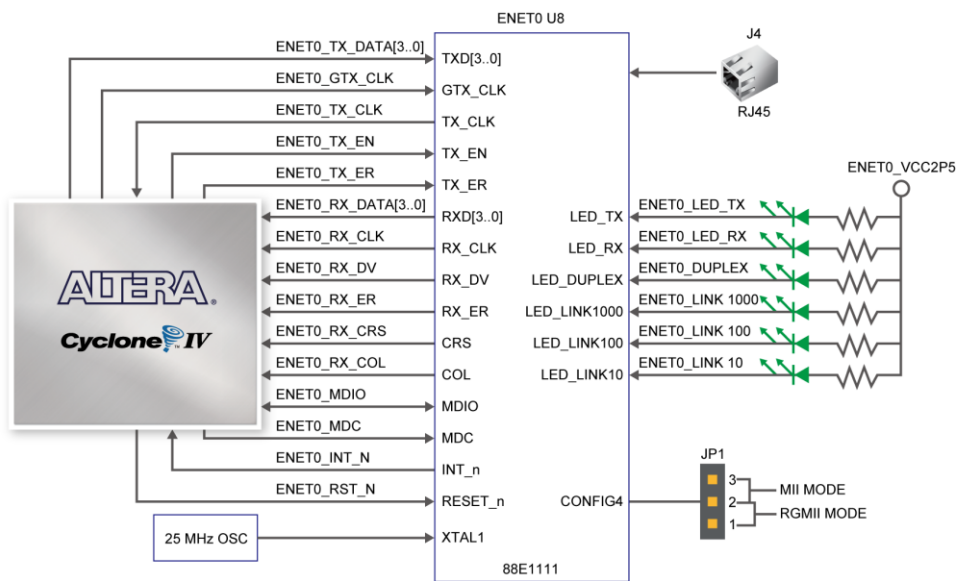 ENET0 U8
J4
RJ45
ENET0_TX_DATA[3..0]
TXD[3..0]
ENET0_GTX_CLK
GTX_CLK
ENET0_TX_CLK
TX_CLK
ENET0_TX_EN
TX_EN
ENET0_TX_ER
TX_ER
ENET0_RX_DATA[3..0]
RXD[3..0]
ENET0_RX_CLK
RX_CLK
ENET0_RX_DV
RX_DV
ENET0_RX_ER
RX_ER
ENET0_RX_CRS
CRS
ENET0_RX_COL
COL
ENET0_MDIO
MDIO
ENET0_MDC
MDC
ENET0_INT_N
INT_n
ENET0_RST_N
RESET_n
25 MHz OSC
XTAL1
ALTERA.
Cyclone™ IV
ENET0_VCC2P5
LED_TX
ENET0_LED_TX
LED_RX
ENET0_LED_RX
LED_DUPLEX
ENET0_DUPLEX
LED_LINK1000
ENET0_LINK 1000
LED_LINK100
ENET0_LINK 100
LED_LINK10
ENET0_LINK 10
JP1
CONFIG4
3
2
1
MII MODE
RGMII MODE
88E1111